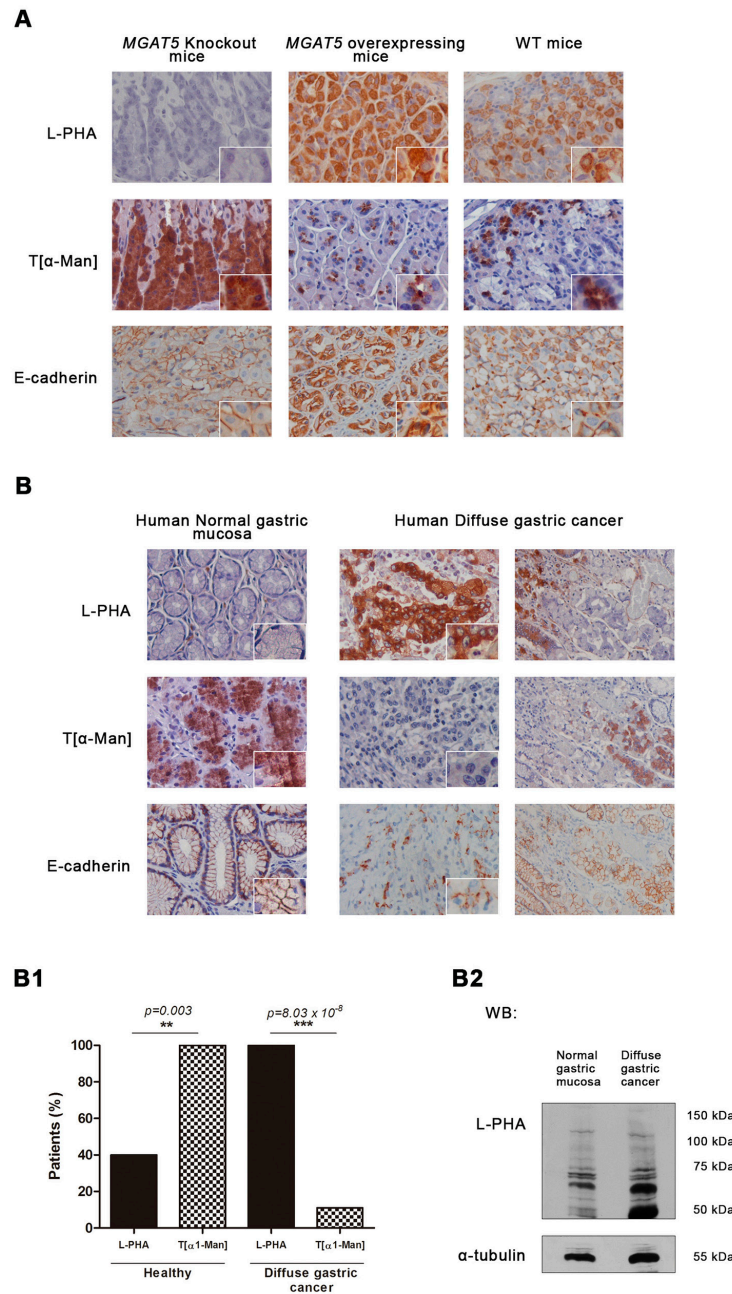 A
MGAT5 Knockout mice
MGAT5 overexpressing mice
WT mice
L-PHA
T[α-Man]
E-cadherin
B
Human Normal gastric mucosa
Human Diffuse gastric cancer
L-PHA
T[α-Man]
E-cadherin
B1
p=0.003
**
p=8.03 x 10-8
***
Patients (%)
100
80
60
40
20
0
L-PHA
T[α1-Man]
L-PHA
T[α1-Man]
Healthy
Diffuse gastric cancer
B2
WB:
Normal gastric mucosa
Diffuse gastric cancer
L-PHA
150 kDa
100 kDa
75 kDa
50 kDa
α-tubulin
55 kDa